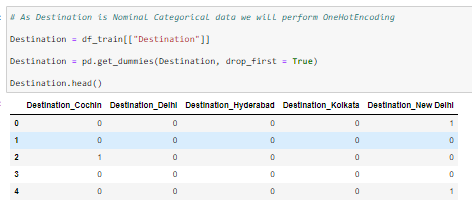 # As Destination is Nominal Categorical data we will perform OneHotEncoding
Destination = df_train[["Destination"]]
Destination = pd.get_dummies(Destination, drop_first = True)
Destination.head()
Destination_Cochin Destination_Delhi Destination_Hyderabad Destination_Kolkata Destination_New Delhi
0 0 0 0 0 1
1 0 0 0 0 0
2 1 0 0 0 0
3 0 0 0 0 0
4 0 0 0 0 1